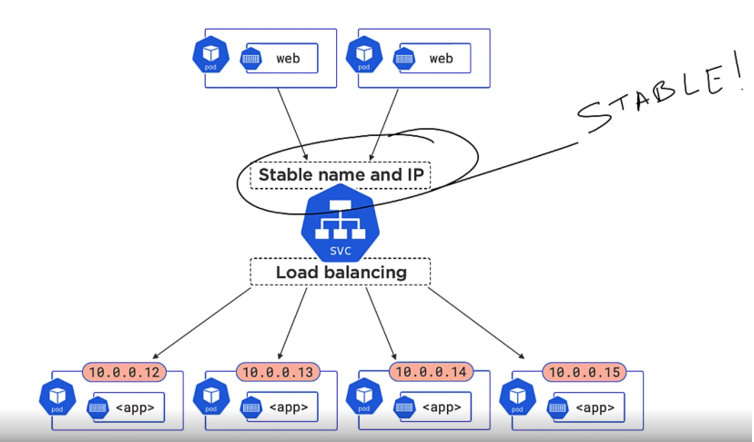 pod
web
pod
web
STABLE!
Stable name and IP
SVC
Load balancing
10.0.0.12
10.0.0.13
10.0.0.14
10.0.0.15
pod
<app>
pod
<app>
pod
<app>
pod
<app>